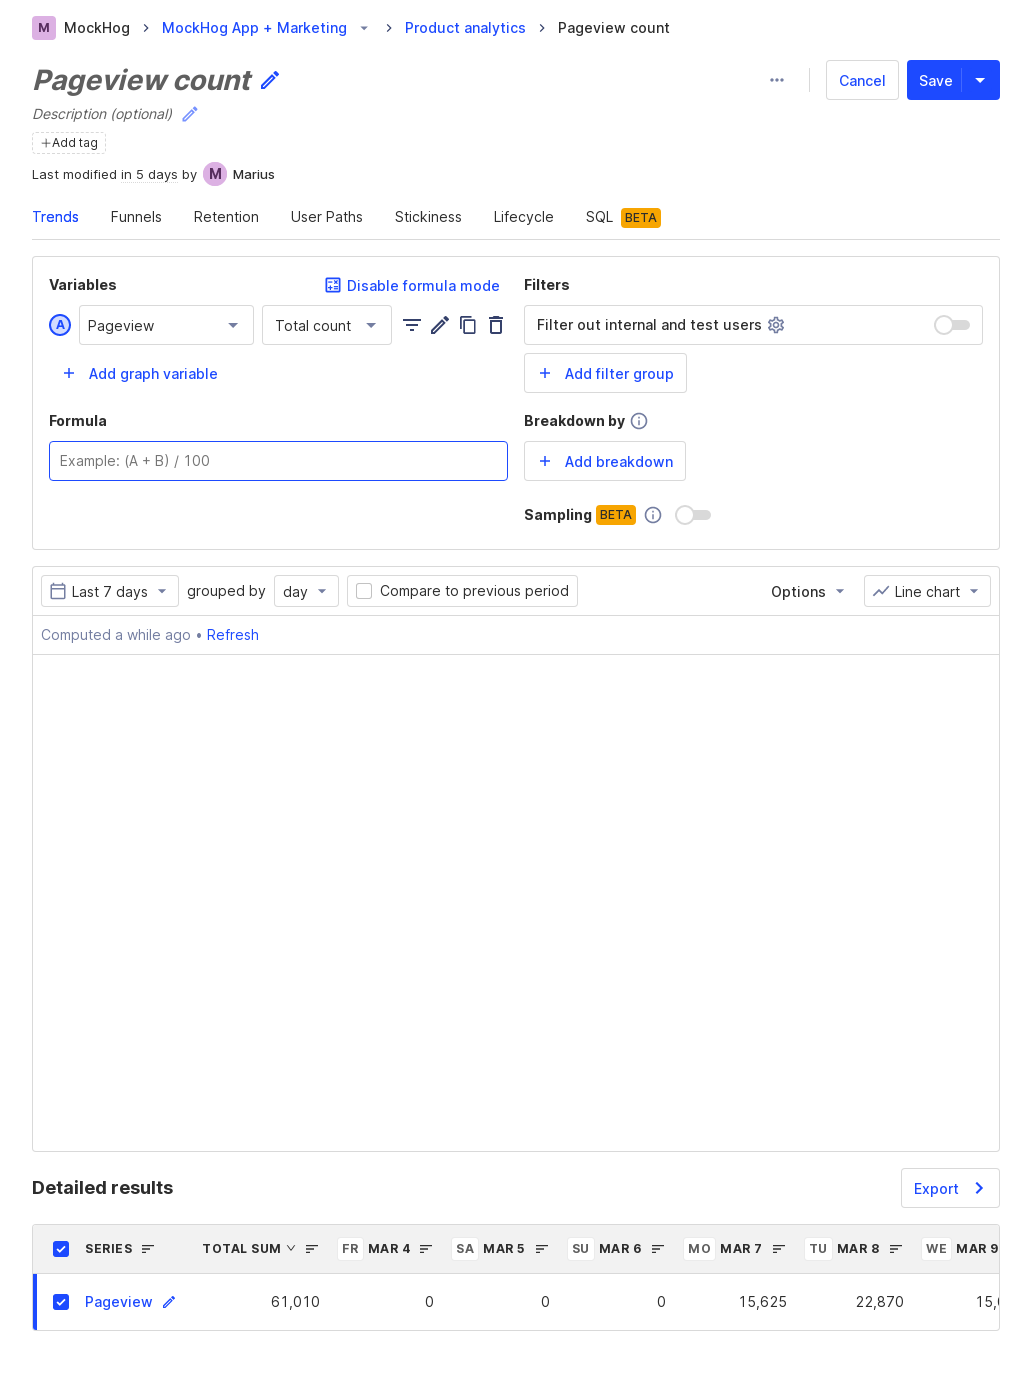 M MockHog > MockHog App + Marketing > Product analytics > Pageview count
Pageview count
Cancel
Save
Description (optional)
+Add tag
Last modified in 5 days by M Marius
Trends Funnels Retention User Paths Stickiness Lifecycle SQL BETA
Variables
Disable formula mode
A Pageview Total count
+ Add graph variable
Formula
Example: (A + B) / 100
Filters
Filter out internal and test users
+ Add filter group
Breakdown by
+ Add breakdown
Sampling BETA
Last 7 days grouped by day Compare to previous period Options Line chart
Computed a while ago • Refresh
Detailed results
Export
SERIES TOTAL SUM FR MAR 4 SA MAR 5 SU MAR 6 MO MAR 7 TU MAR 8 WE MAR 9
Pageview 61,010 0 0 0 15,625 22,870